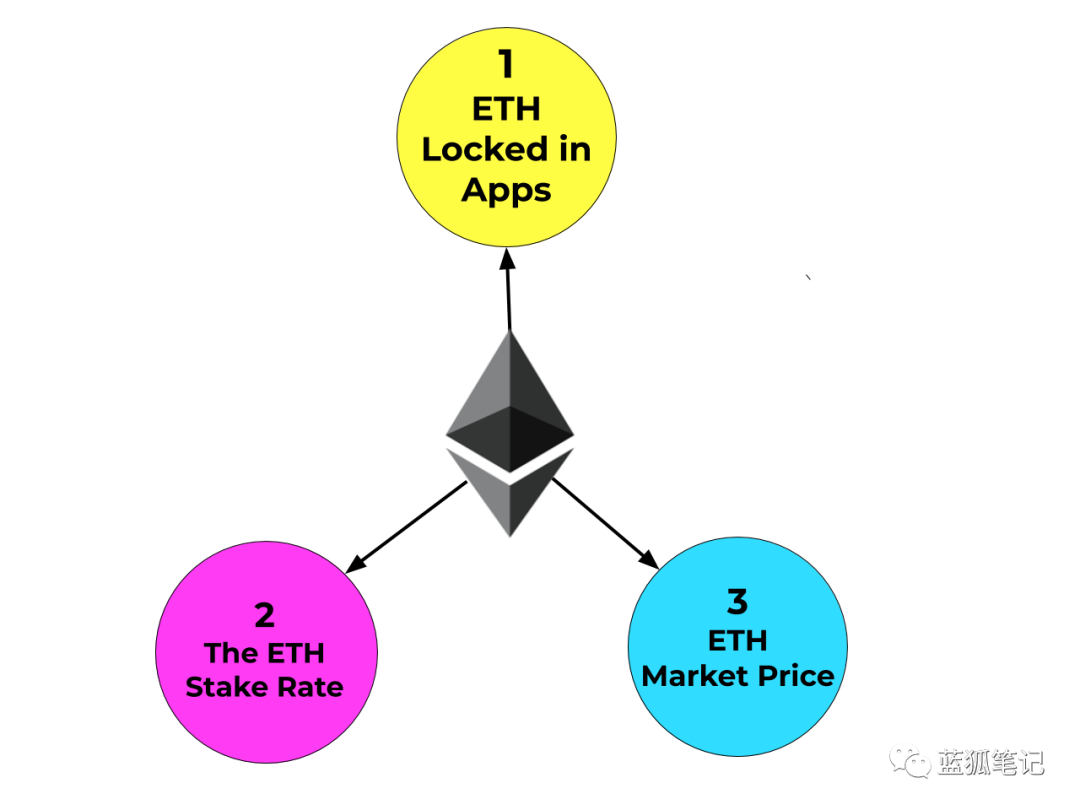 1
ETH
Locked in
Apps
2
The ETH
Stake Rate
3
ETH
Market Price
蓝狐笔记